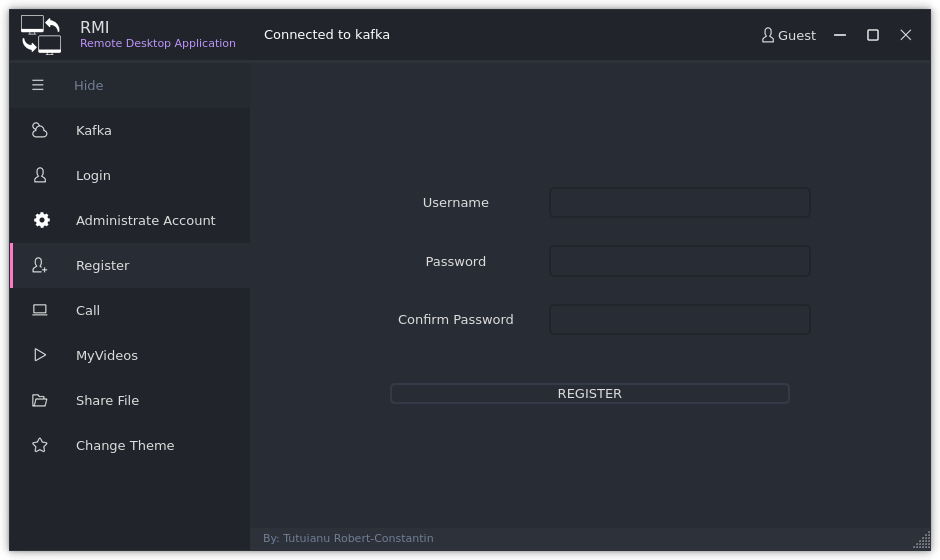 RMI
Remote Desktop Application
Connected to kafka
Guest
Hide
Kafka
Login
Administrate Account
Register
Call
MyVideos
Share File
Change Theme
Username
Password
Confirm Password
REGISTER
By: Tutuianu Robert-Constantin